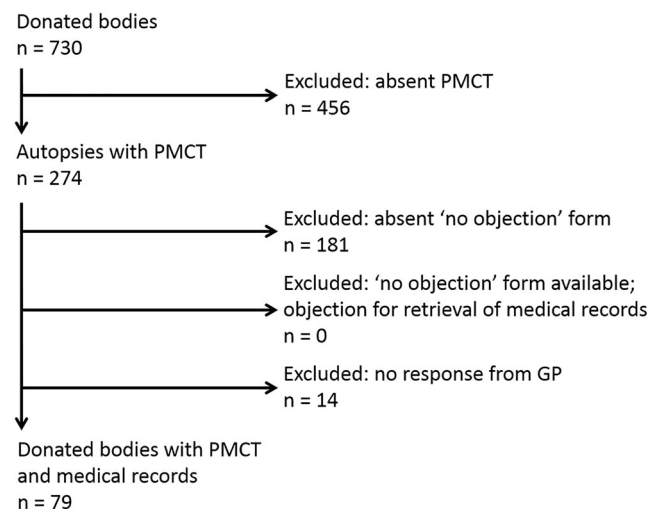 Donated bodies
n = 730
Excluded: absent PMCT
n = 456
Autopsies with PMCT
n = 274
Excluded: absent ‘no objection’ form
n = 181
Excluded: ‘no objection’ form available;
objection for retrieval of medical records
n = 0
Excluded: no response from GP
n = 14
Donated bodies with PMCT
and medical records
n = 79